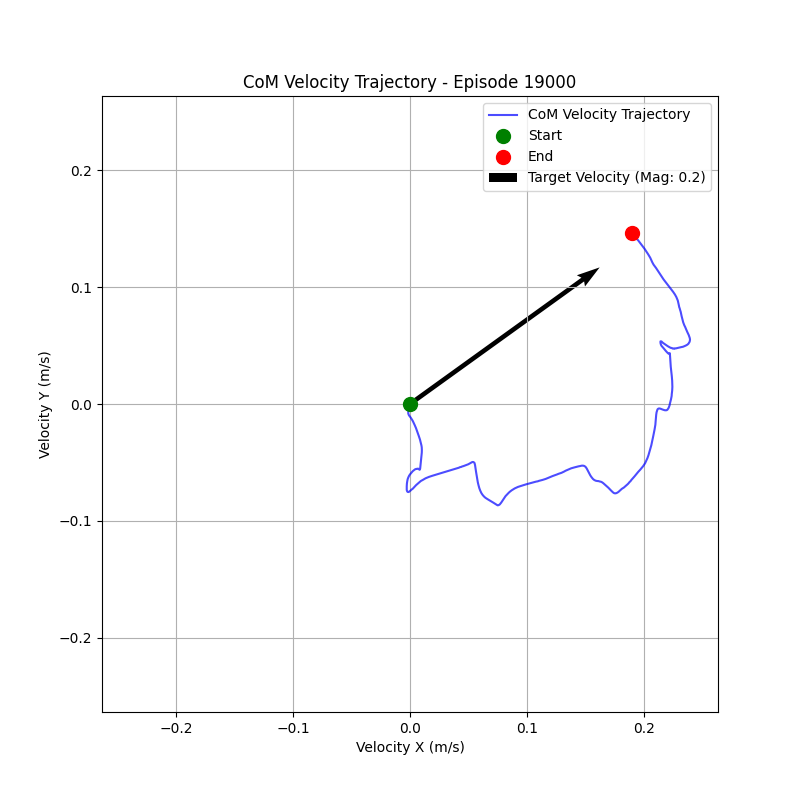 CoM Velocity Trajectory - Episode 19000
CoM Velocity Trajectory
Start
End
Target Velocity (Mag: 0.2)
0.2
0.1
0.0
−0.1
−0.2
Velocity Y (m/s)
−0.2
−0.1
0.0
0.1
0.2
Velocity X (m/s)